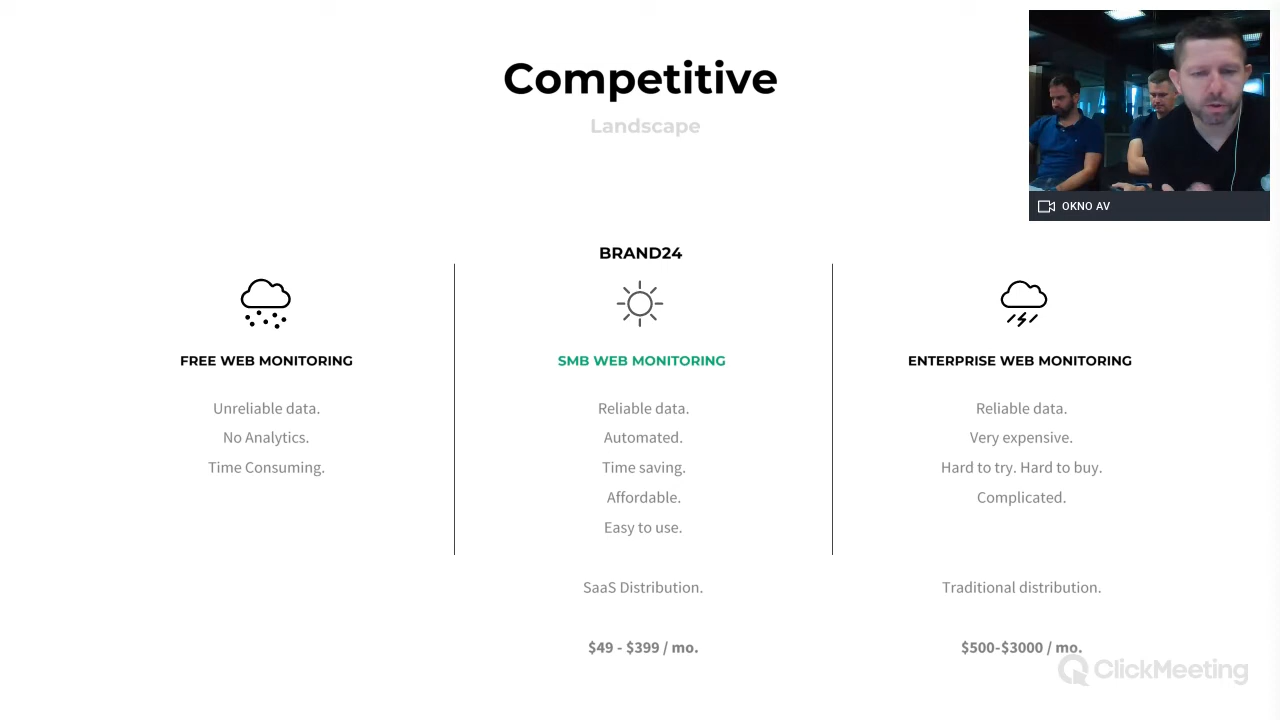 Competitive
Landscape
OKNO AV
BRAND24
FREE WEB MONITORING
Unreliable data.
No Analytics.
Time Consuming.
SMB WEB MONITORING
Reliable data.
Automated.
Time saving.
Affordable.
Easy to use.
SaaS Distribution.
$49 - $399 / mo.
ENTERPRISE WEB MONITORING
Reliable data.
Very expensive.
Hard to try. Hard to buy.
Complicated.
Traditional distribution.
$500-$3000 / mo.
ClickMeeting